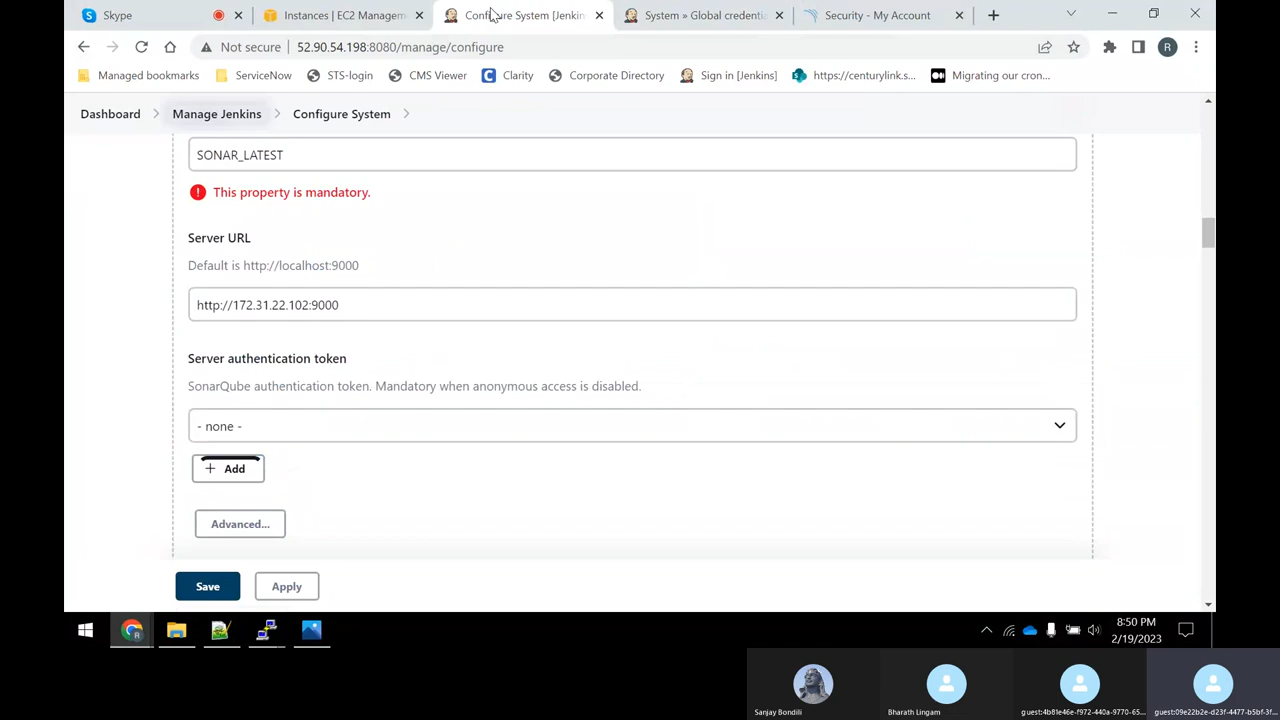 Skype
Instances | EC2 Managem
Configure System [Jenkin
System » Global credenti
Security - My Account
Not secure
52.90.54.198:8080/manage/configure
R
Managed bookmarks
ServiceNow
STS-login
CMS Viewer
Clarity
Corporate Directory
Sign in [Jenkins]
https://centurylink.s...
Migrating our cron...
Dashboard
Manage Jenkins
Configure System
SONAR_LATEST
This property is mandatory.
Server URL
Default is http://localhost:9000
http://172.31.22.102:9000
Server authentication token
SonarQube authentication token. Mandatory when anonymous access is disabled.
- none -
+ Add
Advanced...
Save
Apply
8:50 PM
2/19/2023
Sanjay Bondili
Bharath Lingam
guest:4b81e46e-f972-440a-9770-65...
guest:09e22b2e-d23f-4477-b5bf-3f...